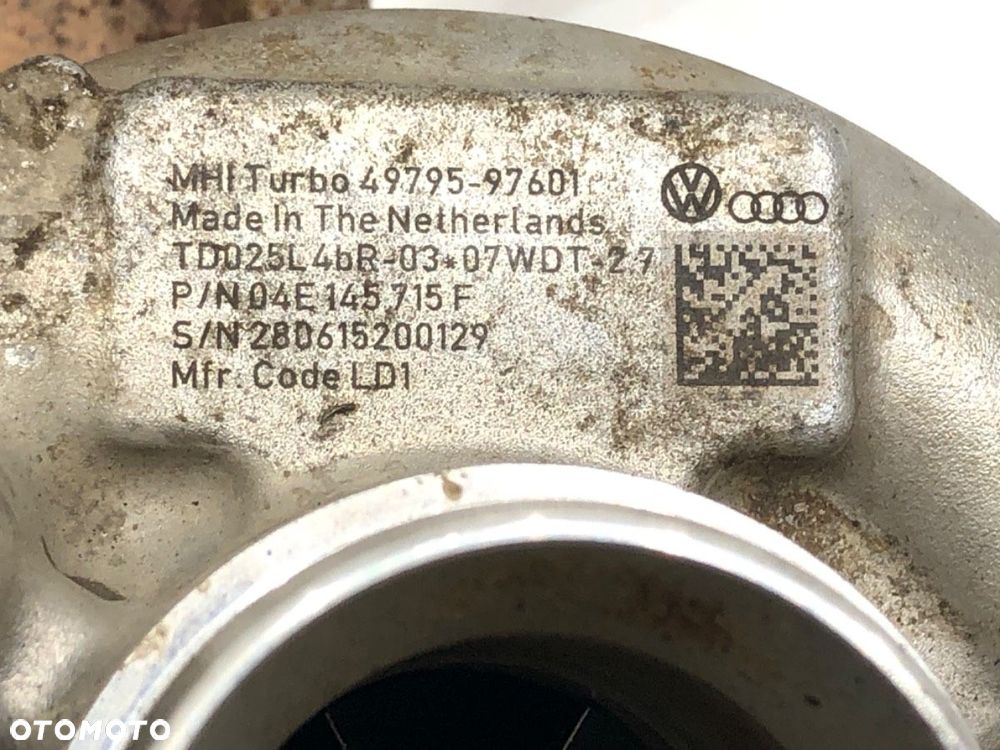 MHI Turbo 49795-97601
Made In The Netherlands
TD025L4bR-03*07WDT-2.7
P/N 04E 145 715 F
S/N 280615200129
Mfr. Code LD1
OTOMOTO